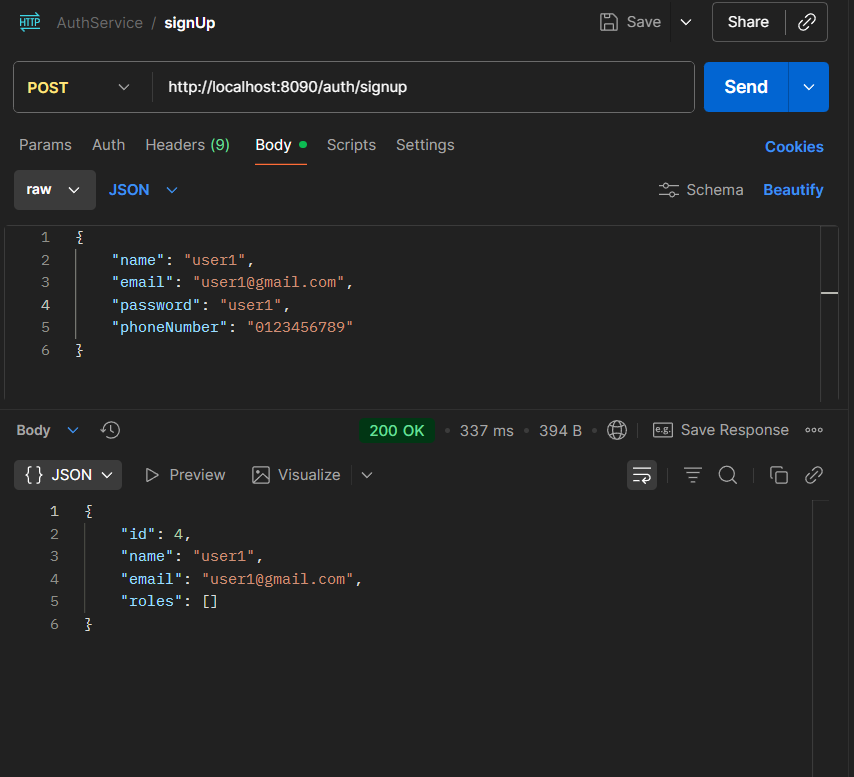 HTTP AuthService / signUp Save Share
POST http://localhost:8090/auth/signup Send
Params Auth Headers (9) Body Scripts Settings Cookies
raw JSON Schema Beautify
1 {
2 "name": "user1",
3 "email": "user1@gmail.com",
4 "password": "user1",
5 "phoneNumber": "0123456789"
6 }
Body 200 OK 337 ms 394 B e.g. Save Response
{} JSON Preview Visualize
1 {
2 "id": 4,
3 "name": "user1",
4 "email": "user1@gmail.com",
5 "roles": []
6 }